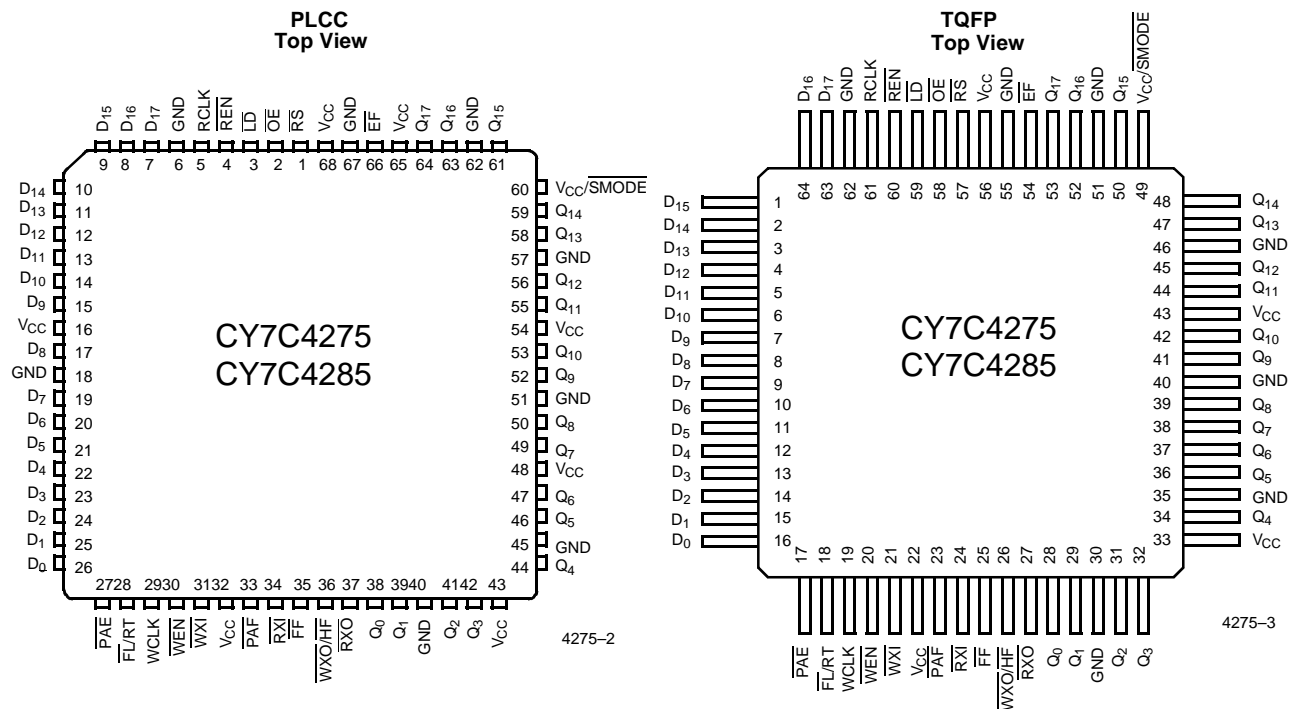 PLCC
Top View
D15 D16 D17 GND RCLK REN LD OE RS VCC GND EF VCC Q17 Q16 GND Q15
9 8 7 6 5 4 3 2 1 68 67 66 65 64 63 62 61
D14 10
D13 11
D12 12
D11 13
D10 14
D9 15
VCC 16
D8 17
GND 18
D7 19
D6 20
D5 21
D4 22
D3 23
D2 24
D1 25
D0 26
CY7C4275
CY7C4285
60 VCC/SMODE
59 Q14
58 Q13
57 GND
56 Q12
55 Q11
54 VCC
53 Q10
52 Q9
51 GND
50 Q8
49 Q7
48 VCC
47 Q6
46 Q5
45 GND
44 Q4
27 28 29 30 31 32 33 34 35 36 37 38 39 40 41 42 43
PAE FL/RT WCLK WEN WXI VCC PAF RXI FF WXO/HF RXO Q0 Q1 GND Q2 Q3 VCC
4275–2
TQFP
Top View
D16 D17 GND RCLK REN LD OE RS VCC GND EF Q17 Q16 GND Q15 VCC/SMODE
64 63 62 61 60 59 58 57 56 55 54 53 52 51 50 49
D15 1
D14 2
D13 3
D12 4
D11 5
D10 6
D9 7
D8 8
D7 9
D6 10
D5 11
D4 12
D3 13
D2 14
D1 15
D0 16
CY7C4275
CY7C4285
48 Q14
47 Q13
46 GND
45 Q12
44 Q11
43 VCC
42 Q10
41 Q9
40 GND
39 Q8
38 Q7
37 Q6
36 Q5
35 GND
34 Q4
33 VCC
17 18 19 20 21 22 23 24 25 26 27 28 29 30 31 32
PAE FL/RT WCLK WEN WXI VCC PAF RXI FF WXO/HF RXO Q0 Q1 GND Q2 Q3
4275–3